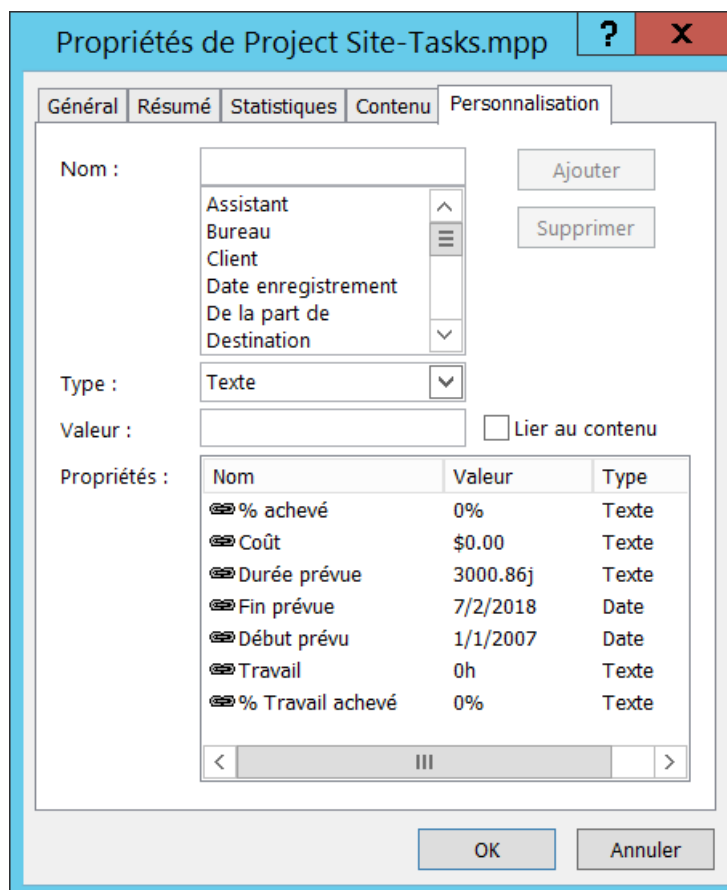 Propriétés de Project Site-Tasks.mpp ? X
Général Résumé Statistiques Contenu Personnalisation
Nom : Ajouter
Assistant
Bureau Supprimer
Client
Date enregistrement
De la part de
Destination
Type : Texte
Valeur : Lier au contenu
Propriétés : Nom Valeur Type
% achevé 0% Texte
Coût $0.00 Texte
Durée prévue 3000.86j Texte
Fin prévue 7/2/2018 Date
Début prévu 1/1/2007 Date
Travail 0h Texte
% Travail achevé 0% Texte
OK Annuler